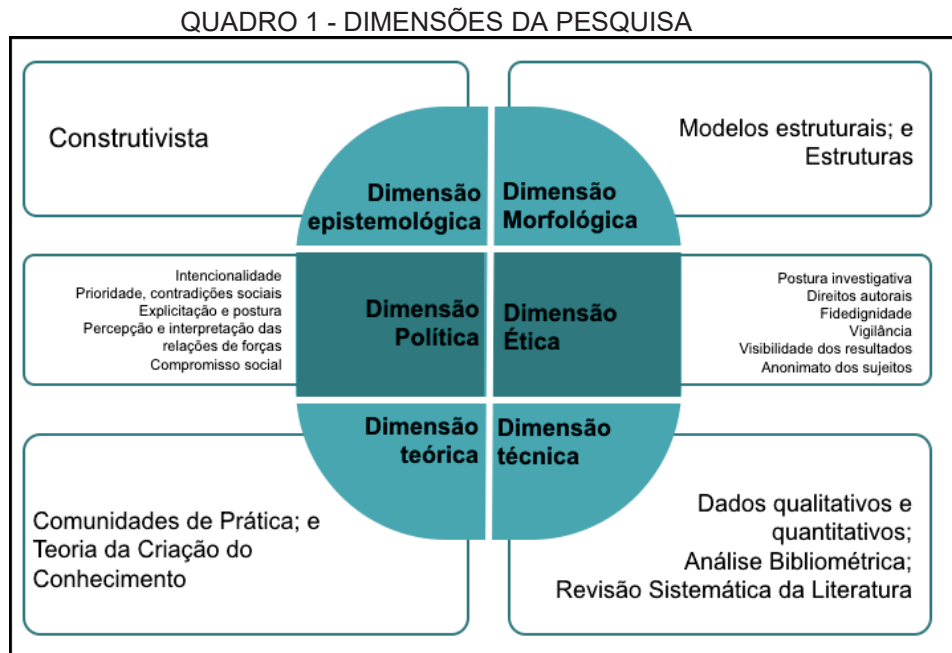 QUADRO 1 - DIMENSÕES DA PESQUISA
Construtivista
Modelos estruturais; e
Estruturas
Dimensão
epistemológica
Dimensão
Morfológica
Intencionalidade
Prioridade, contradições sociais
Explicitação e postura
Percepção e interpretação das
relações de forças
Compromisso social
Dimensão
Política
Dimensão
Ética
Postura investigativa
Direitos autorais
Fidedignidade
Vigilância
Visibilidade dos resultados
Anonimato dos sujeitos
Dimensão
teórica
Dimensão
técnica
Comunidades de Prática; e
Teoria da Criação do
Conhecimento
Dados qualitativos e
quantitativos;
Análise Bibliométrica;
Revisão Sistemática da Literatura